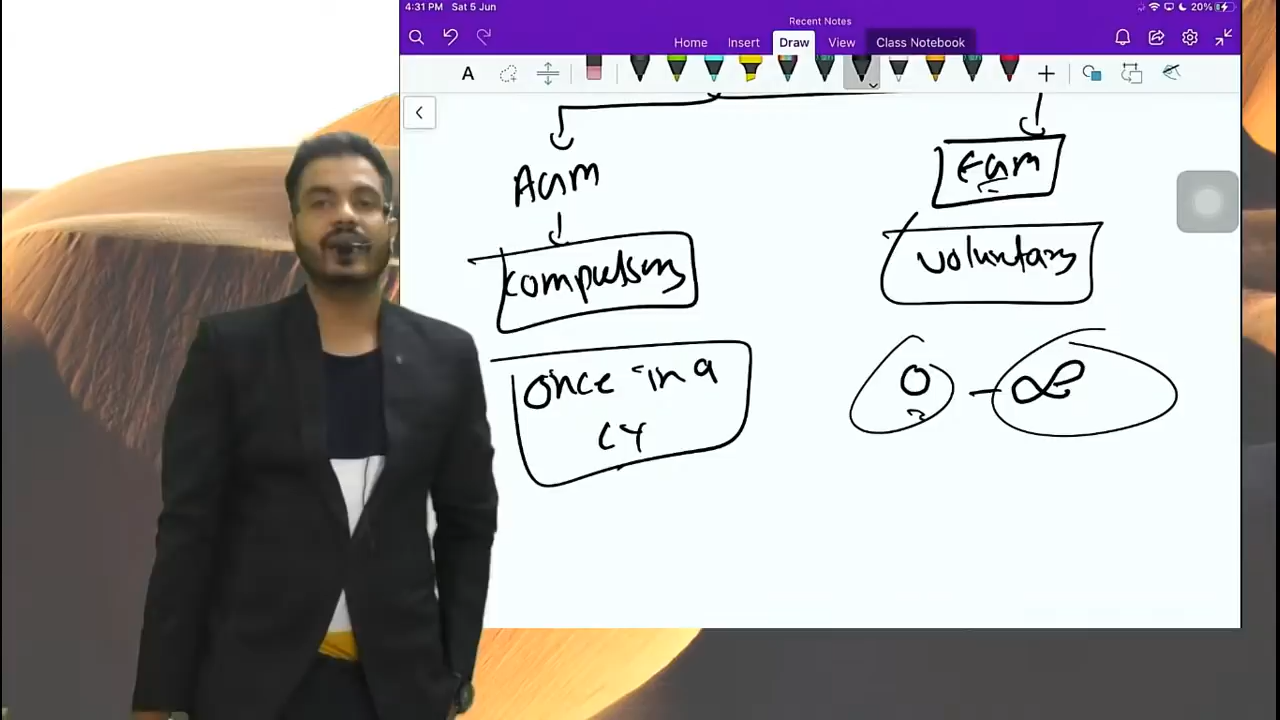 4:31 PM Sat 5 Jun
20%
Recent Notes
Home Insert Draw View Class Notebook
A
AGM
EGM
compulsory
voluntary
once in a
CY
0 - ∞